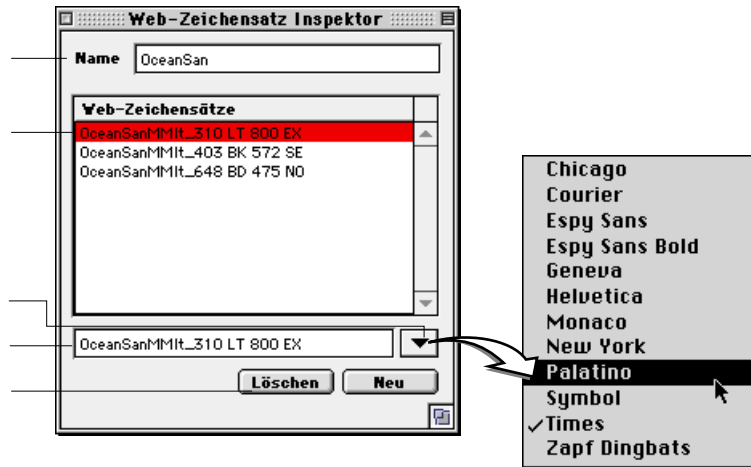 Web-Zeichensatz Inspektor
Name OceanSan
Web-Zeichensätze
OceanSanMMIt_310 LT 800 EX
OceanSanMMIt_403 BK 572 SE
OceanSanMMIt_648 BD 475 NO
OceanSanMMIt_310 LT 800 EX
Löschen Neu
Chicago
Courier
Espy Sans
Espy Sans Bold
Geneva
Helvetica
Monaco
New York
Palatino
Symbol
✓Times
Zapf Dingbats